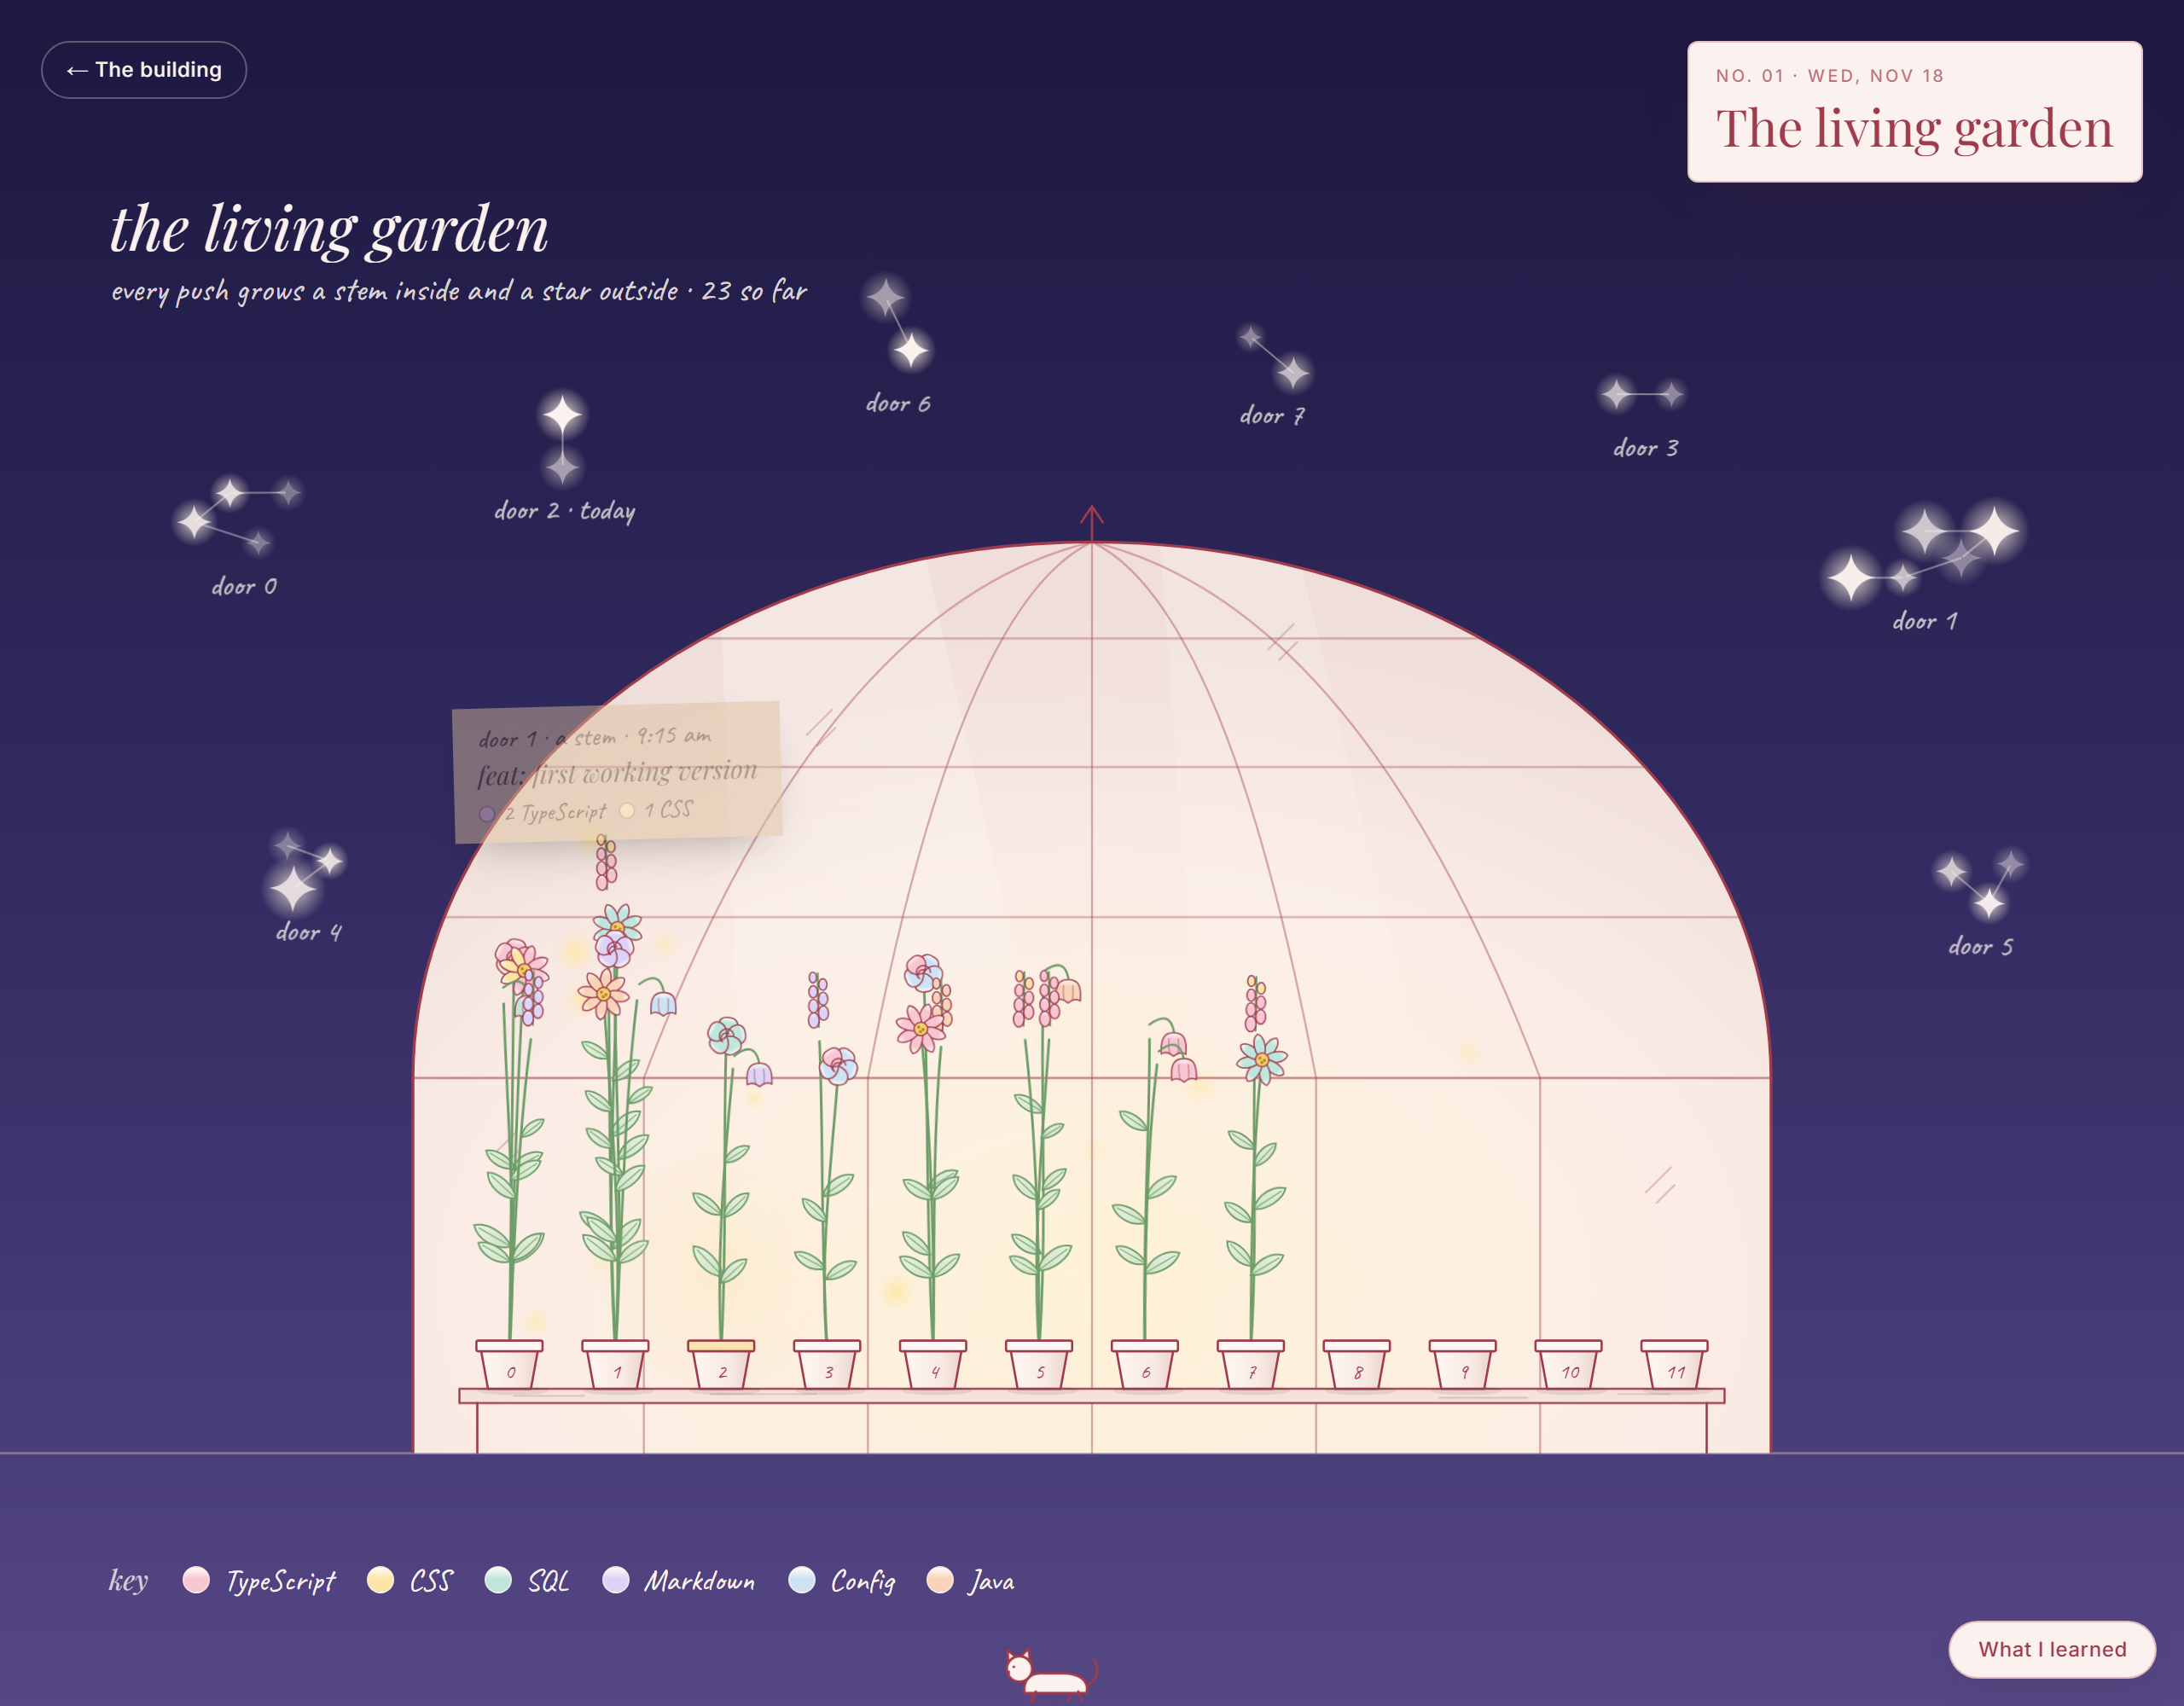 ← The building
NO. 01 · WED, NOV 18
The living garden
the living garden
every push grows a stem inside and a star outside · 23 so far
door 6
door 7
door 3
door 2 · today
door 0
door 1
door 1 · a stem · 9:15 am
feat: first working version
2 TypeScript 1 CSS
door 4
door 5
0 1 2 3 4 5 6 7 8 9 10 11
key TypeScript CSS SQL Markdown Config Java
What I learned